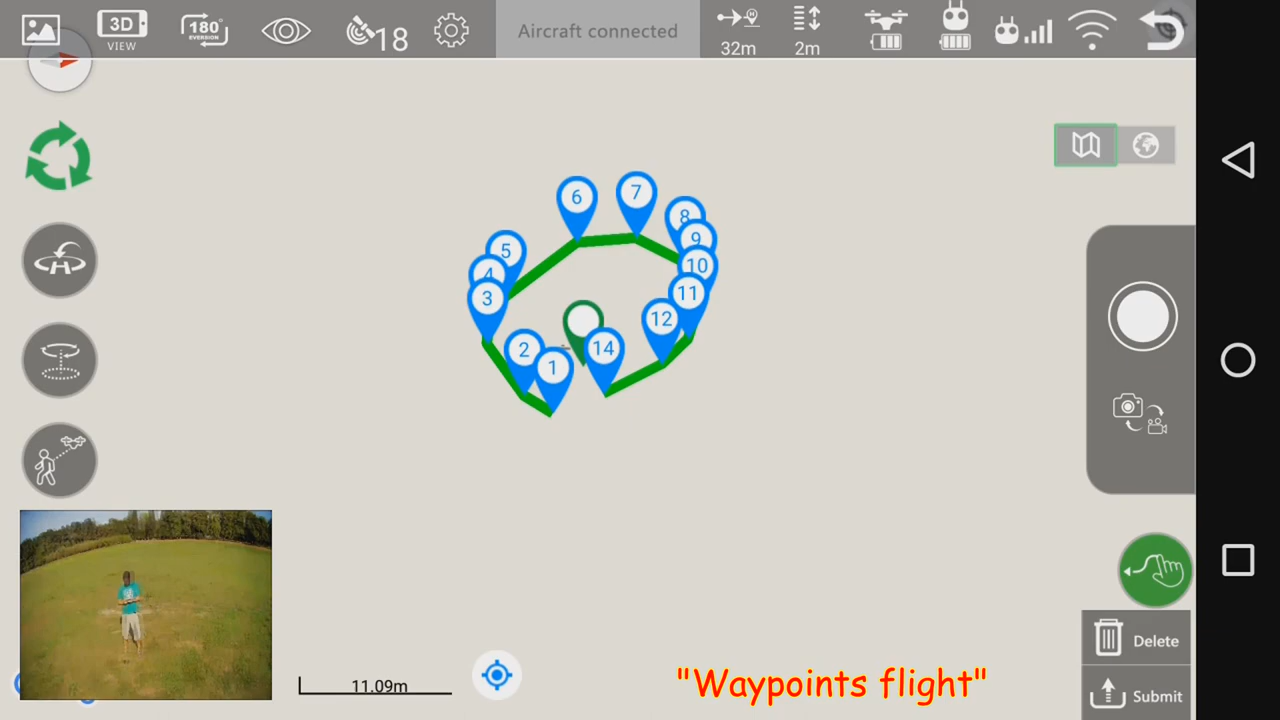 3D
VIEW
180°
EVERSION
18
Aircraft connected
H
32m
2m
6
7
8
5
9
4
10
3
11
12
2
14
1
Delete
11.09m
"Waypoints flight"
Submit